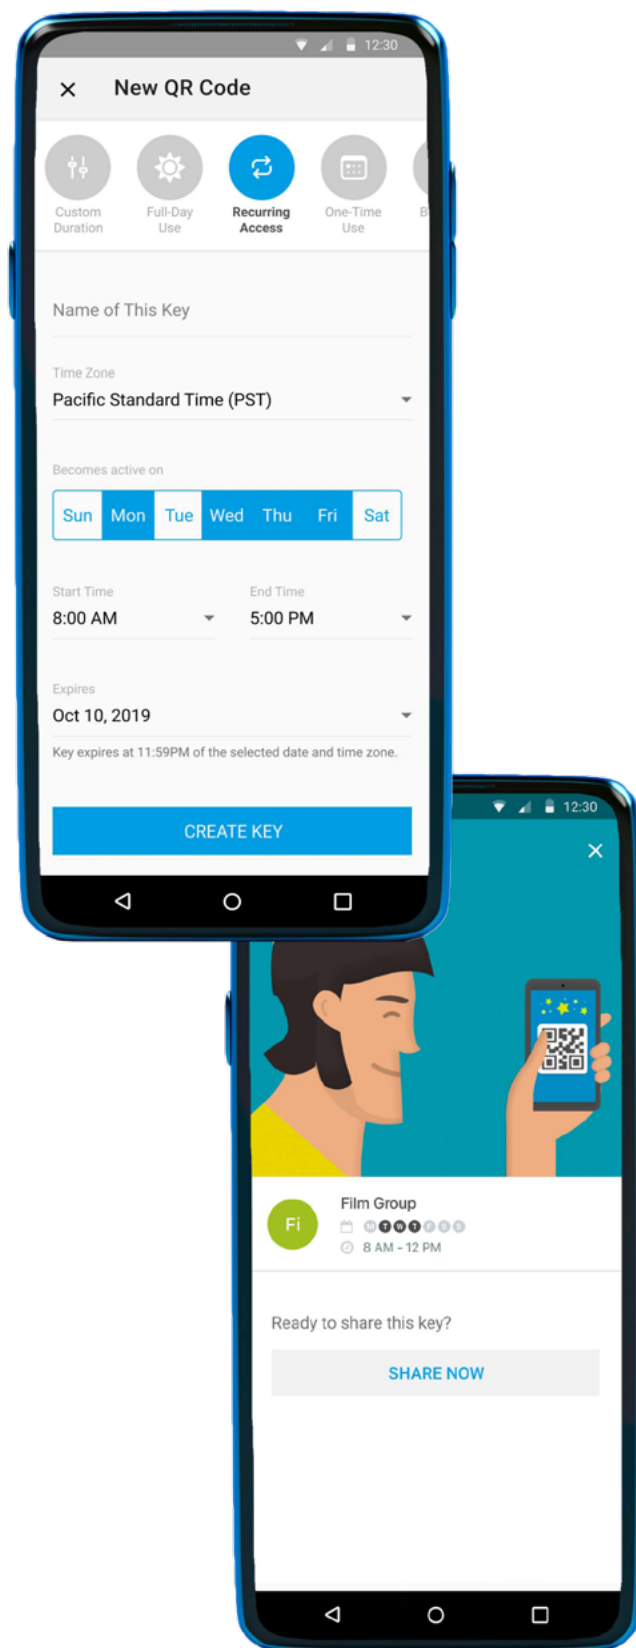 12:30
New QR Code
Custom Duration
Full-Day Use
Recurring Access
One-Time Use
B
Name of This Key
Time Zone
Pacific Standard Time (PST)
Becomes active on
Sun Mon Tue Wed Thu Fri Sat
Start Time End Time
8:00 AM 5:00 PM
Expires
Oct 10, 2019
Key expires at 11:59PM of the selected date and time zone.
CREATE KEY
12:30
Film Group
Fi
M T W T F S S
8 AM - 12 PM
Ready to share this key?
SHARE NOW